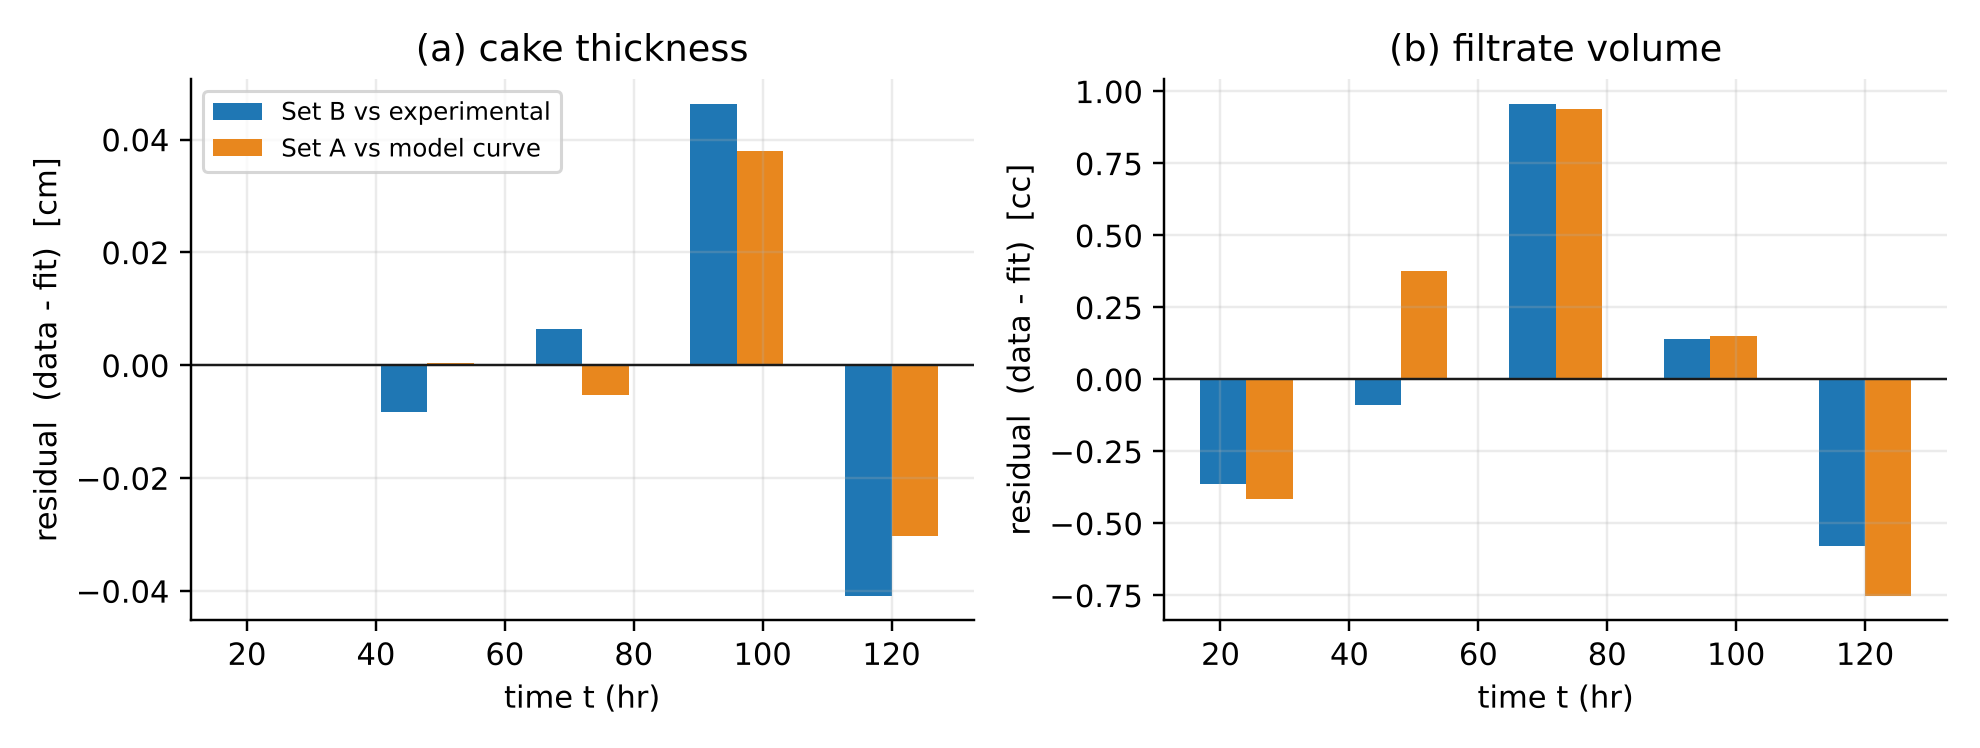 (a) cake thickness
Set B vs experimental
Set A vs model curve
residual (data - fit) [cm]
0.04
0.02
0.00
−0.02
−0.04
20 40 60 80 100 120
time t (hr)
(b) filtrate volume
residual (data - fit) [cc]
1.00
0.75
0.50
0.25
0.00
−0.25
−0.50
−0.75
20 40 60 80 100 120
time t (hr)